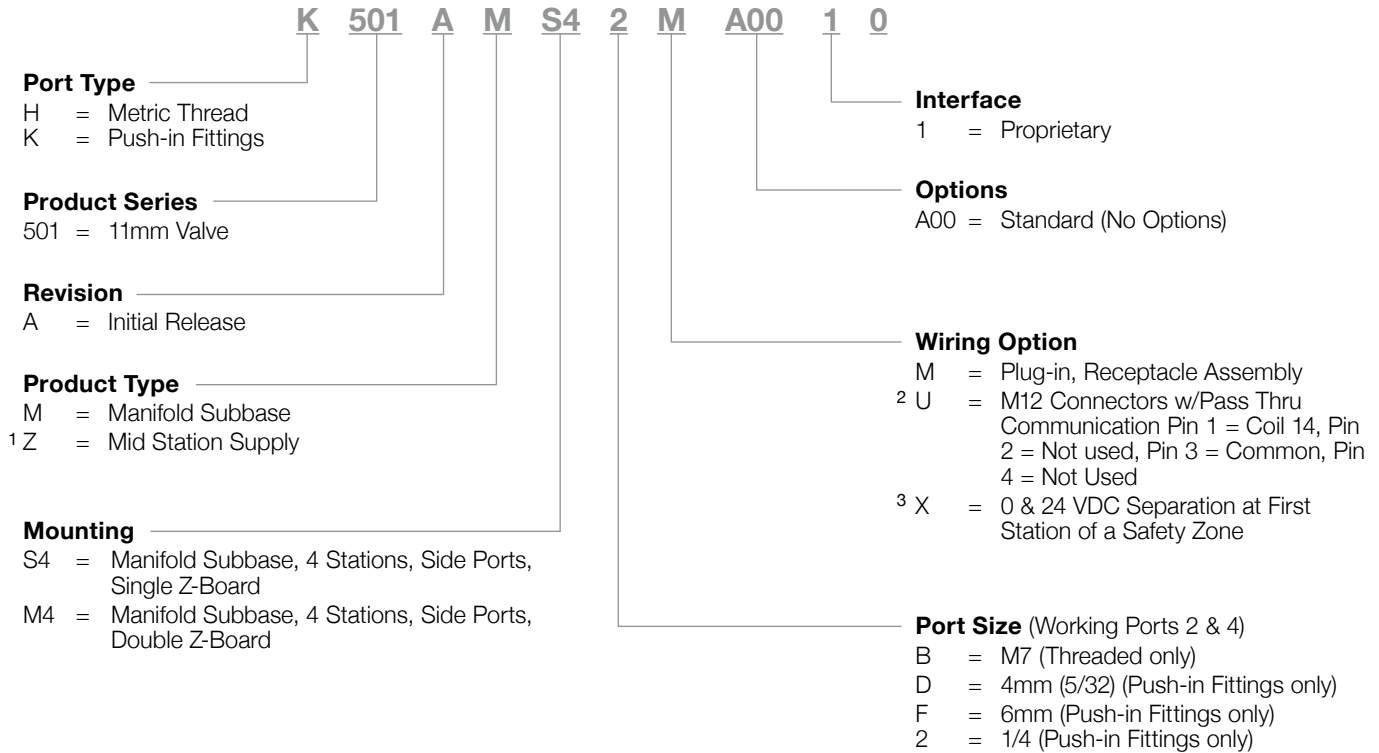 K 501 A M S4 2 M A00 1 0
Port Type
H = Metric Thread
K = Push-in Fittings
Product Series
501 = 11mm Valve
Revision
A = Initial Release
Product Type
M = Manifold Subbase
1 Z = Mid Station Supply
Mounting
S4 = Manifold Subbase, 4 Stations, Side Ports,
Single Z-Board
M4 = Manifold Subbase, 4 Stations, Side Ports,
Double Z-Board
Interface
1 = Proprietary
Options
A00 = Standard (No Options)
Wiring Option
M = Plug-in, Receptacle Assembly
2 U = M12 Connectors w/Pass Thru
Communication Pin 1 = Coil 14, Pin
2 = Not used, Pin 3 = Common, Pin
4 = Not Used
3 X = 0 & 24 VDC Separation at First
Station of a Safety Zone
Port Size (Working Ports 2 & 4)
B = M7 (Threaded only)
D = 4mm (5/32) (Push-in Fittings only)
F = 6mm (Push-in Fittings only)
2 = 1/4 (Push-in Fittings only)